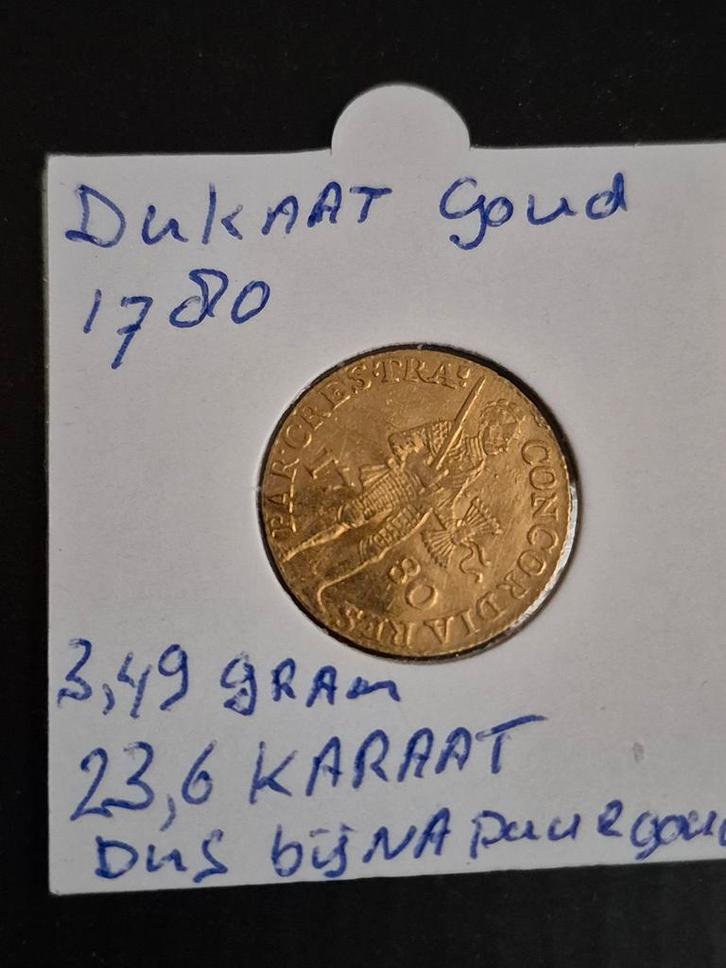 DukAAT goud
1780
CONCORDIA RES PAR CRES·TRA·
17 80
3,49 gRAm
23,6 KARAAT
Dus bijNA puur gou